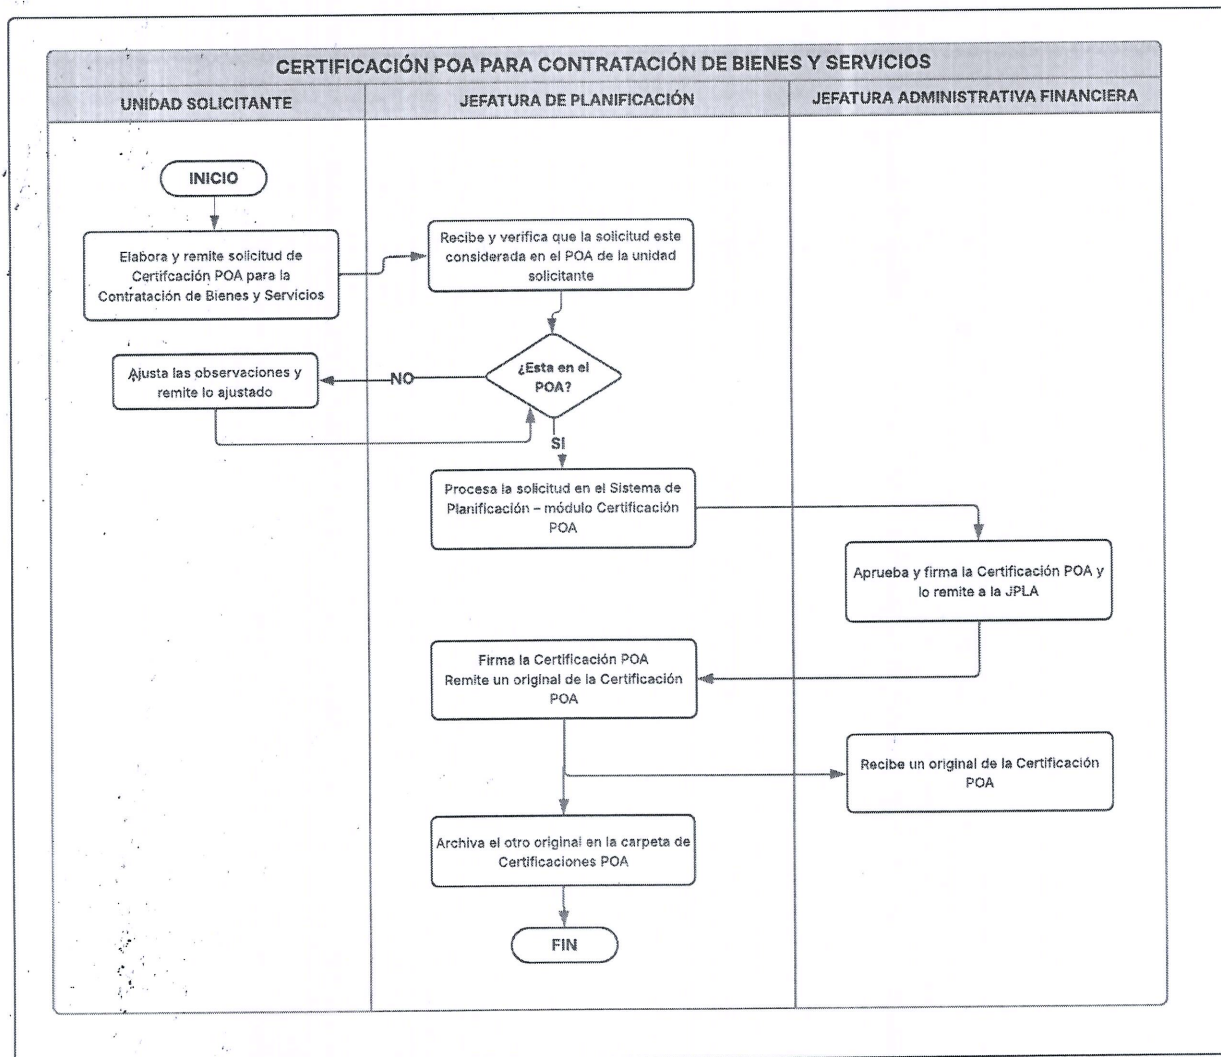 CERTIFICACIÓN POA PARA CONTRATACIÓN DE BIENES Y SERVICIOS
UNIDAD SOLICITANTE
JEFATURA DE PLANIFICACIÓN
JEFATURA ADMINISTRATIVA FINANCIERA
INICIO
Elabora y remite solicitud de
Certifcación POA para la
Contratación de Bienes y Servicios
Recibe y verifica que la solicitud este
considerada en el POA de la unidad
solicitante
¿Esta en el
POA?
NO
Ajusta las observaciones y
remite lo ajustado
SI
Procesa la solicitud en el Sistema de
Planificación – módulo Certificación
POA
Aprueba y firma la Certificación POA y
lo remite a la JPLA
Firma la Certificación POA
Remite un original de la Certificación
POA
Recibe un original de la Certificación
POA
Archiva el otro original en la carpeta de
Certificaciones POA
FIN